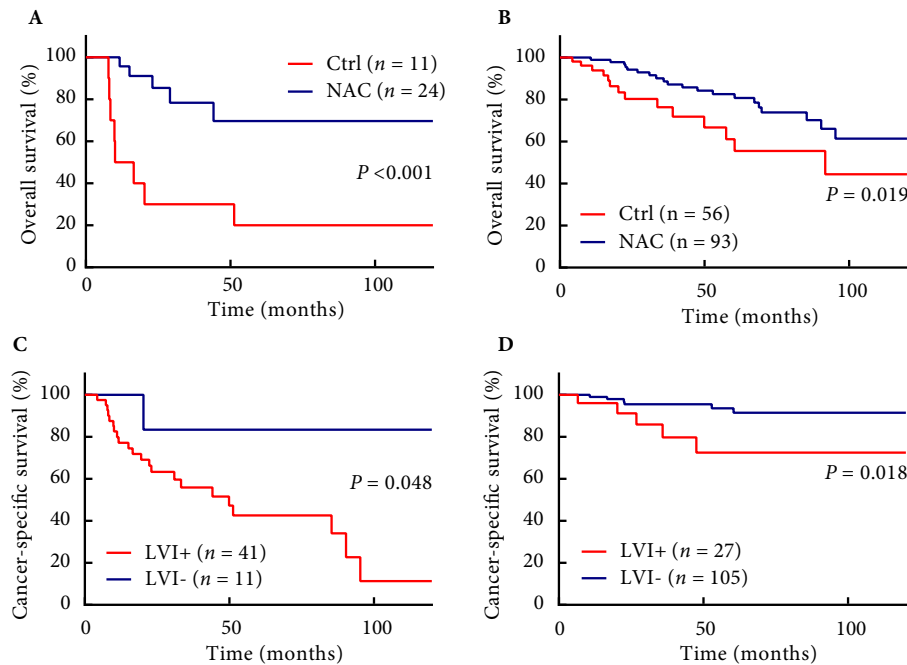 A
Overall survival (%)
100
80
60
40
20
0
Ctrl (n = 11)
NAC (n = 24)
P <0.001
0 50 100
Time (months)
B
Overall survival (%)
100
80
60
40
20
0
P = 0.019
Ctrl (n = 56)
NAC (n = 93)
0 50 100
Time (months)
C
Cancer-specific survival (%)
100
80
60
40
20
0
P = 0.048
LVI+ (n = 41)
LVI- (n = 11)
0 50 100
Time (months)
D
Cancer-specific survival (%)
100
80
60
40
20
0
P = 0.018
LVI+ (n = 27)
LVI- (n = 105)
0 50 100
Time (months)